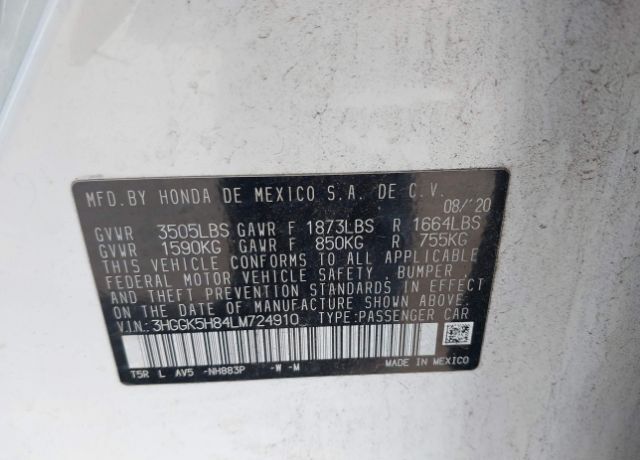 MFD.BY HONDA DE MEXICO S.A. DE C.V.
08/'20
GVWR 3505LBS GAWR F 1873LBS R 1664LBS
GVWR 1590KG GAWR F 850KG R 755KG
THIS VEHICLE CONFORMS TO ALL APPLICABLE
FEDERAL MOTOR VEHICLE SAFETY, BUMPER,
AND THEFT PREVENTION STANDARDS IN EFFECT
ON THE DATE OF MANUFACTURE SHOWN ABOVE.
VIN: 3HGGK5H84LM724910 TYPE: PASSENGER CAR
T5R L AV5 -NH883P -W -M MADE IN MEXICO